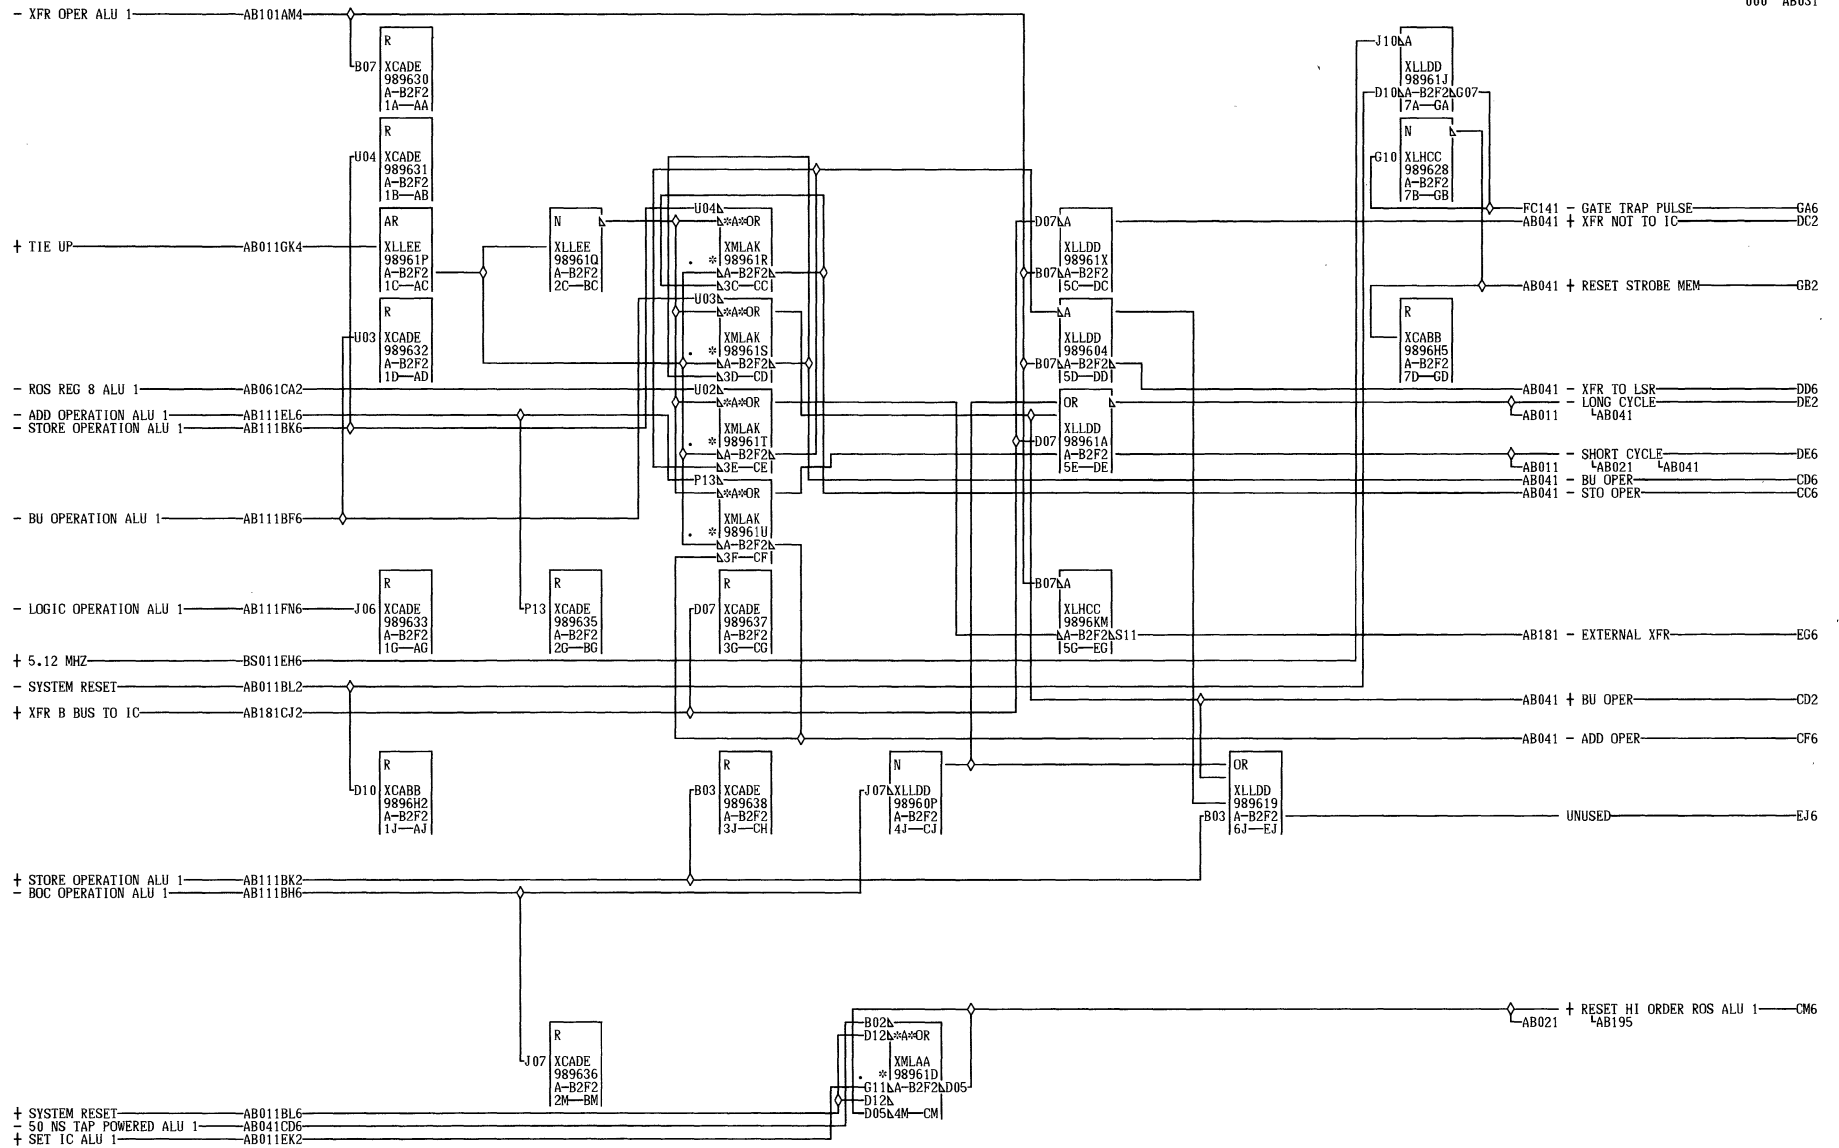 000 AB031
- XFR OPER ALU 1 AB101AM4
R
B07 XCADE
989630
A-B2F2
1A—AA
R
U04 XCADE
989631
A-B2F2
1B—AB
+ TIE UP AB011GK4
AR
XLLEE
98961P
A-B2F2
1C—AC
R
U03 XCADE
989632
A-B2F2
1D—AD
N
XLLEE
98961Q
A-B2F2
2C—BC
U04
*A*OR
XMLAK
. * 98961R
A-B2F2
3C—CC
U03
*A*OR
XMLAK
. * 98961S
A-B2F2
3D—CD
U02
*A*OR
XMLAK
. * 98961T
A-B2F2
3E—CE
P13
*A*OR
XMLAK
. * 98961U
A-B2F2
3F—CF
D07 A
XLLDD
98961X
B07 A-B2F2
5C—DC
A
XLLDD
989604
B07 A-B2F2
5D—DD
OR
XLLDD
D07 98961A
A-B2F2
5E—DE
J10 A
XLLDD
98961J
D10 A-B2F2 G07
7A—GA
N
G10 XLHCC
989628
A-B2F2
7B—GB
FC141 - GATE TRAP PULSE GA6
AB041 + XFR NOT TO IC DC2
AB041 + RESET STROBE MEM GB2
R
XCABB
9896H5
A-B2F2
7D—GD
- ROS REG 8 ALU 1 AB061CA2
- ADD OPERATION ALU 1 AB111EL6
- STORE OPERATION ALU 1 AB111BK6
AB041 - XFR TO LSR DD6
- LONG CYCLE DE2
AB011 AB041
- SHORT CYCLE DE6
AB011 AB021 AB041
AB041 - BU OPER CD6
AB041 - STO OPER CC6
- BU OPERATION ALU 1 AB111BF6
- LOGIC OPERATION ALU 1 AB111FN6
R
J06 XCADE
989633
A-B2F2
1G—AG
R
P13 XCADE
989635
A-B2F2
2G—BG
R
D07 XCADE
989637
A-B2F2
3G—CG
B07 A
XLHCC
9896KM
A-B2F2 S11
5G—EG
AB181 - EXTERNAL XFR EG6
+ 5.12 MHZ BS011EH6
- SYSTEM RESET AB011BL2
+ XFR B BUS TO IC AB181CJ2
AB041 + BU OPER CD2
AB041 - ADD OPER CF6
R
D10 XCABB
9896H2
A-B2F2
1J—AJ
R
B03 XCADE
989638
A-B2F2
3J—CH
N
J07 XLLDD
98960P
A-B2F2
4J—CJ
OR
XLLDD
989619
B03 A-B2F2
6J—EJ
UNUSED EJ6
+ STORE OPERATION ALU 1 AB111BK2
- BOC OPERATION ALU 1 AB111BH6
R
J07 XCADE
989636
A-B2F2
2M—BM
B02
D12 *A*OR
XMLAA
. * 98961D
G11 A-B2F2 D05
D12
D05 4M—CM
+ RESET HI ORDER ROS ALU 1 CM6
AB021 AB195
+ SYSTEM RESET AB011BL6
- 50 NS TAP POWERED ALU 1 AB041CD6
+ SET IC ALU 1 AB011EK2